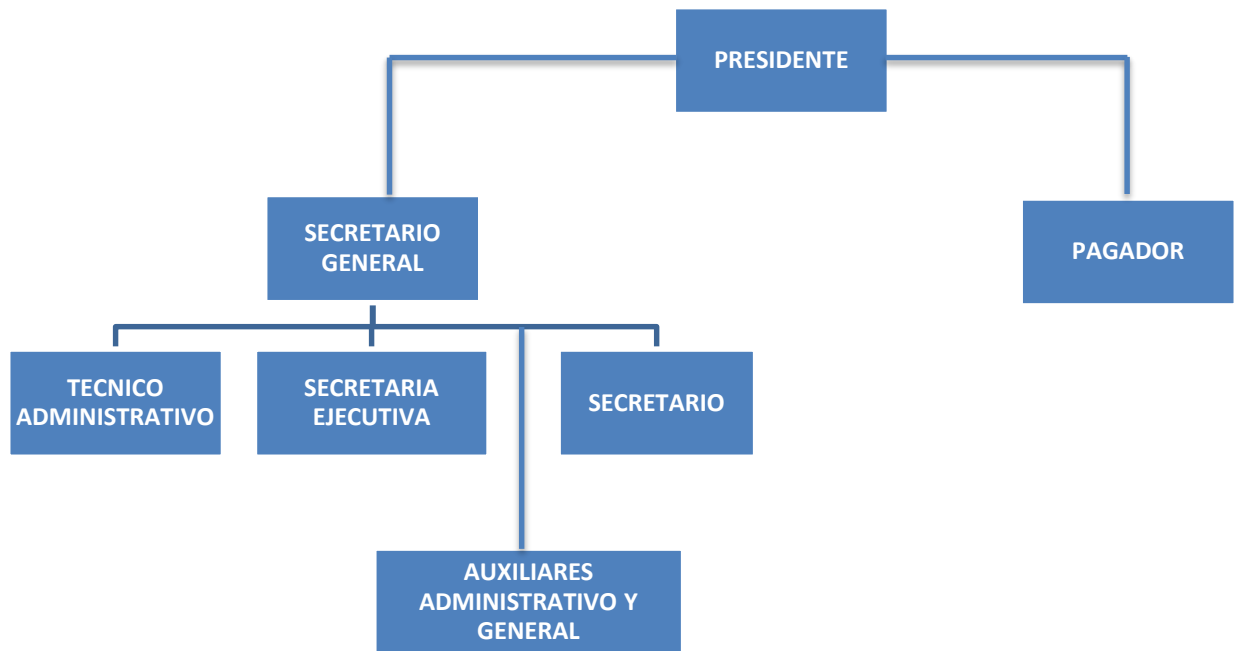 PRESIDENTE
SECRETARIO
GENERAL
PAGADOR
TECNICO
ADMINISTRATIVO
SECRETARIA
EJECUTIVA
SECRETARIO
AUXILIARES
ADMINISTRATIVO Y
GENERAL